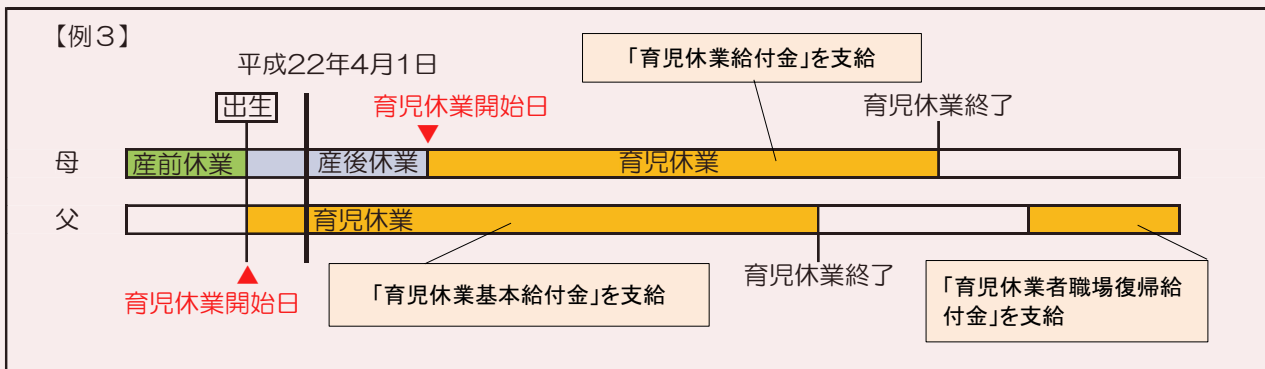 【例3】
平成22年4月1日
「育児休業給付金」を支給
出生
育児休業開始日
育児休業終了
母
産前休業
産後休業
育児休業
父
育児休業
育児休業終了
育児休業開始日
「育児休業基本給付金」を支給
「育児休業者職場復帰給
付金」を支給